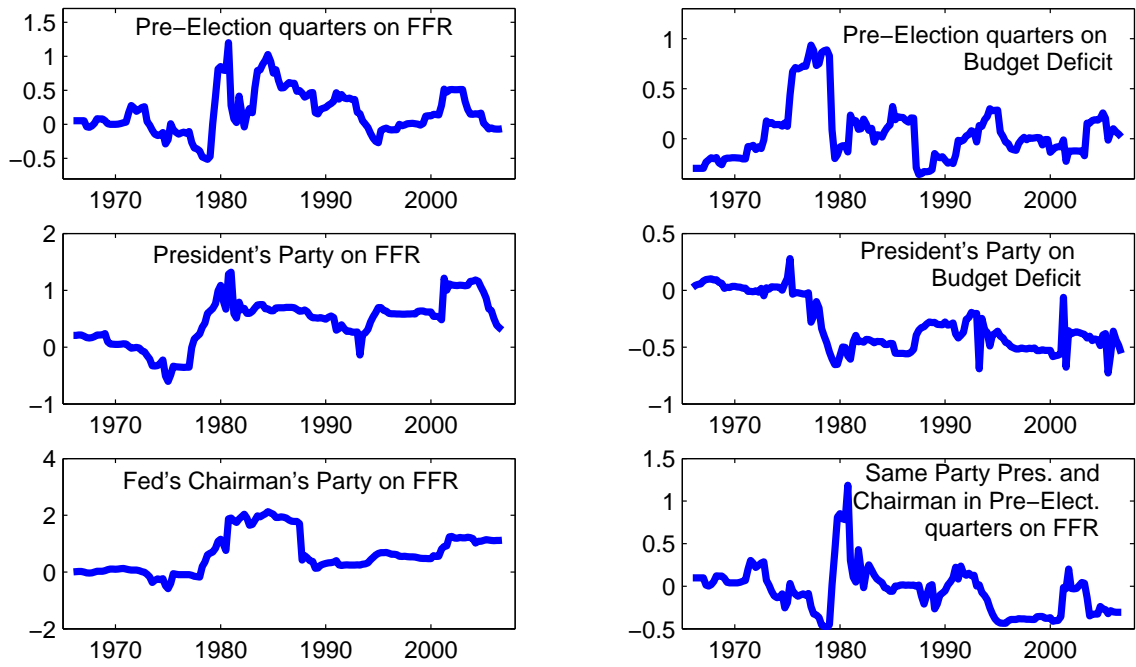 Pre−Election quarters on FFR
1.5
1
0.5
0
−0.5
1970 1980 1990 2000
Pre−Election quarters on
Budget Deficit
1
0
1970 1980 1990 2000
President's Party on FFR
2
1
0
−1
1970 1980 1990 2000
President's Party on
Budget Deficit
0.5
0
−0.5
−1
1970 1980 1990 2000
Fed's Chairman's Party on FFR
4
2
0
−2
1970 1980 1990 2000
Same Party Pres. and
Chairman in Pre−Elect.
quarters on FFR
1.5
1
0.5
0
−0.5
1970 1980 1990 2000